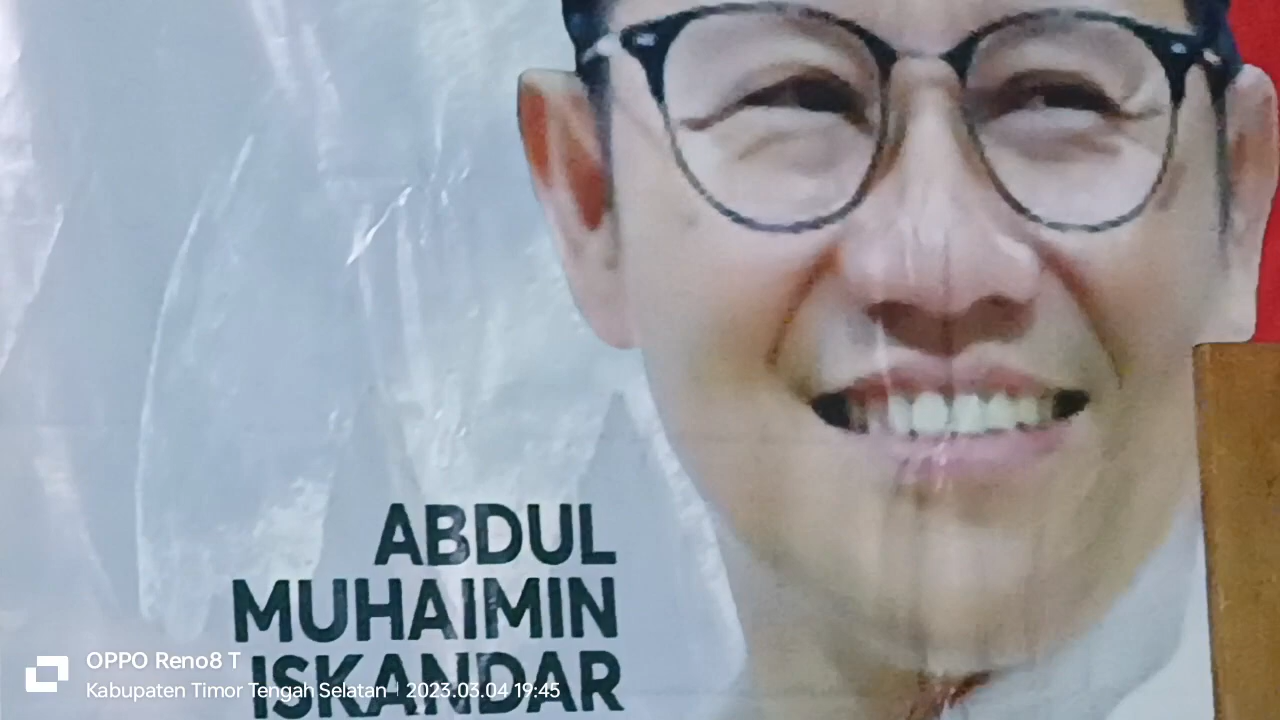 ABDUL
MUHAIMIN
ISKANDAR
OPPO Reno8 T
Kabupaten Timor Tengah Selatan | 2023.03.04 19:45